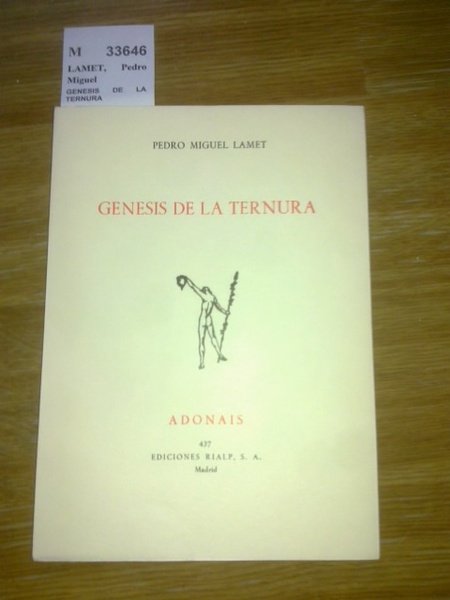 M 33646
LAMET, Pedro
Miguel
GENESIS DE LA
TERNURA
PEDRO MIGUEL LAMET
GENESIS DE LA TERNURA
ADONAIS
437
EDICIONES RIALP, S. A.
Madrid